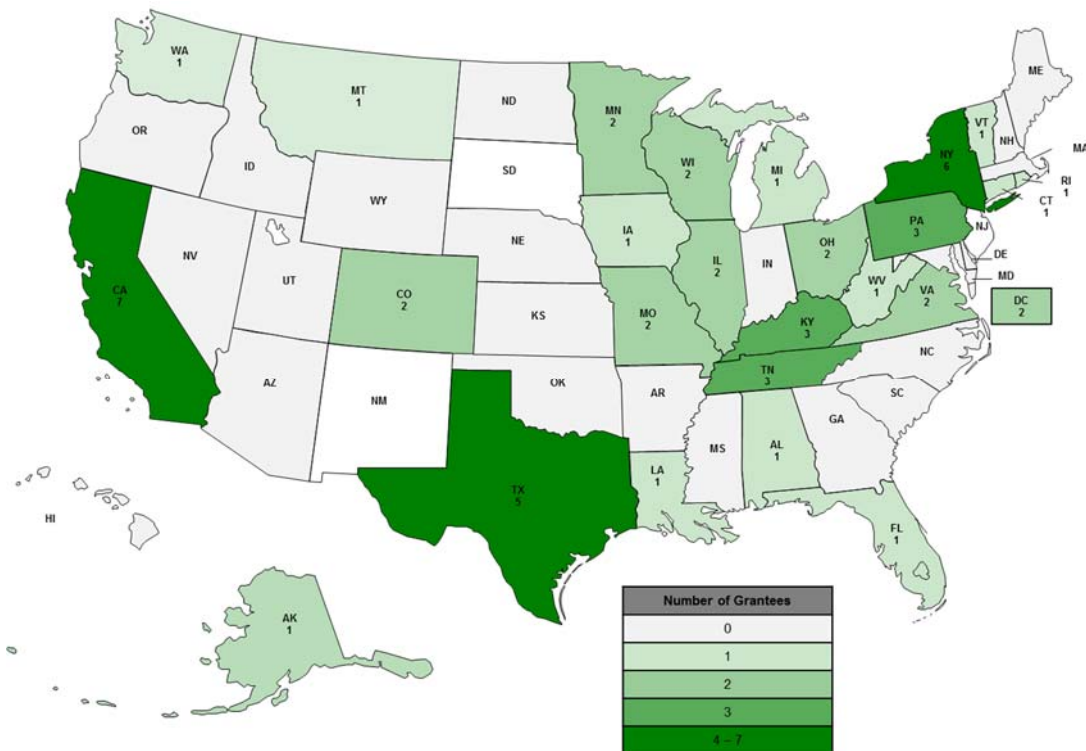 WA
1
MT
1
ND
MN
2
ME
VT
1
NH
MA
OR
ID
SD
WI
2
MI
1
NY
6
RI
1
CT
1
WY
IA
1
NE
PA
3
NJ
NV
UT
CO
2
IL
2
IN
OH
2
DE
MD
WV
1
VA
2
DC
2
CA
7
KS
MO
2
KY
3
AZ
NM
OK
AR
TN
3
NC
SC
MS
AL
1
GA
TX
5
LA
1
FL
1
HI
AK
1
Number of Grantees
0
1
2
3
4 – 7